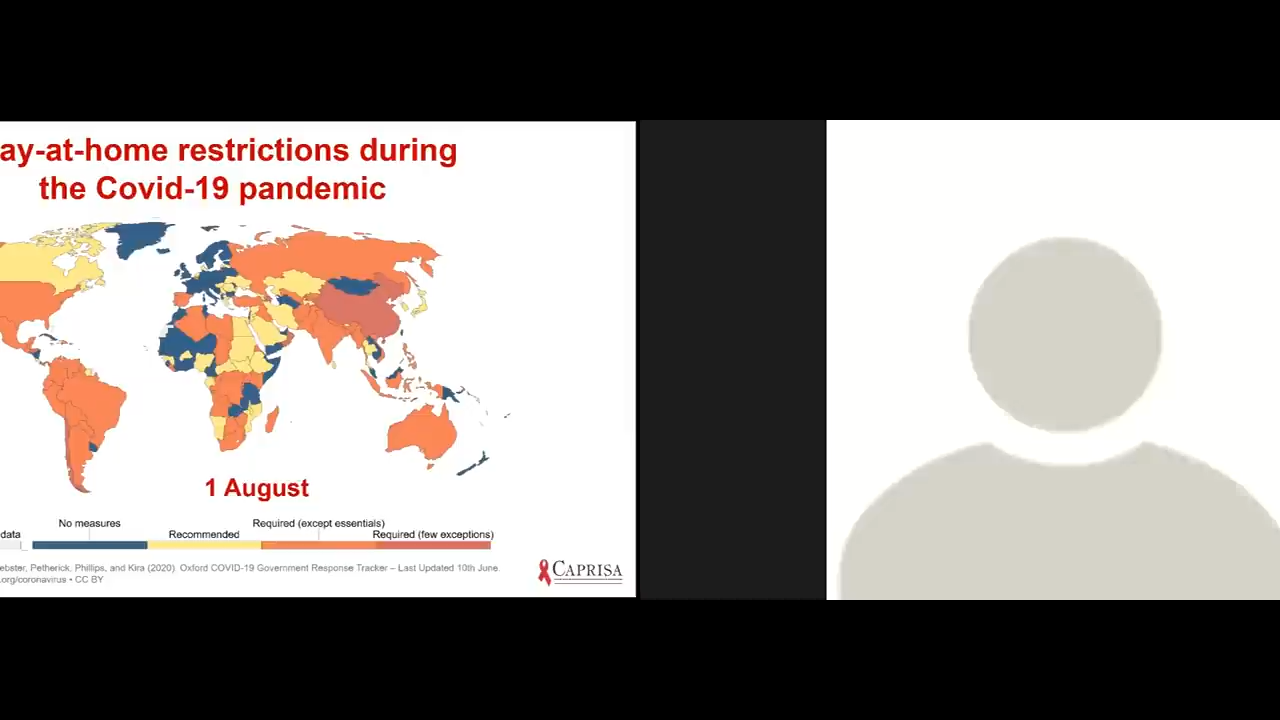 ay-at-home restrictions during
the Covid-19 pandemic
1 August
No measures
Required (except essentials)
data
Recommended
Required (few exceptions)
ebster, Petherick, Phillips, and Kira (2020) Oxford COVID-19 Government Response Tracker – Last Updated 10th June.
.org/coronavirus • CC BY
CAPRISA